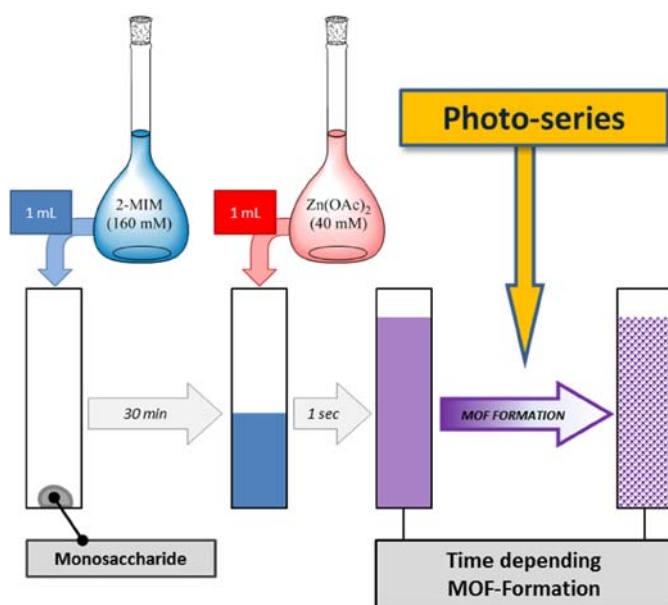 2-MIM
(160 mM)
1 mL
Zn(OAc)2
(40 mM)
1 mL
Photo-series
30 min
1 sec
MOF FORMATION
Monosaccharide
Time depending
MOF-Formation